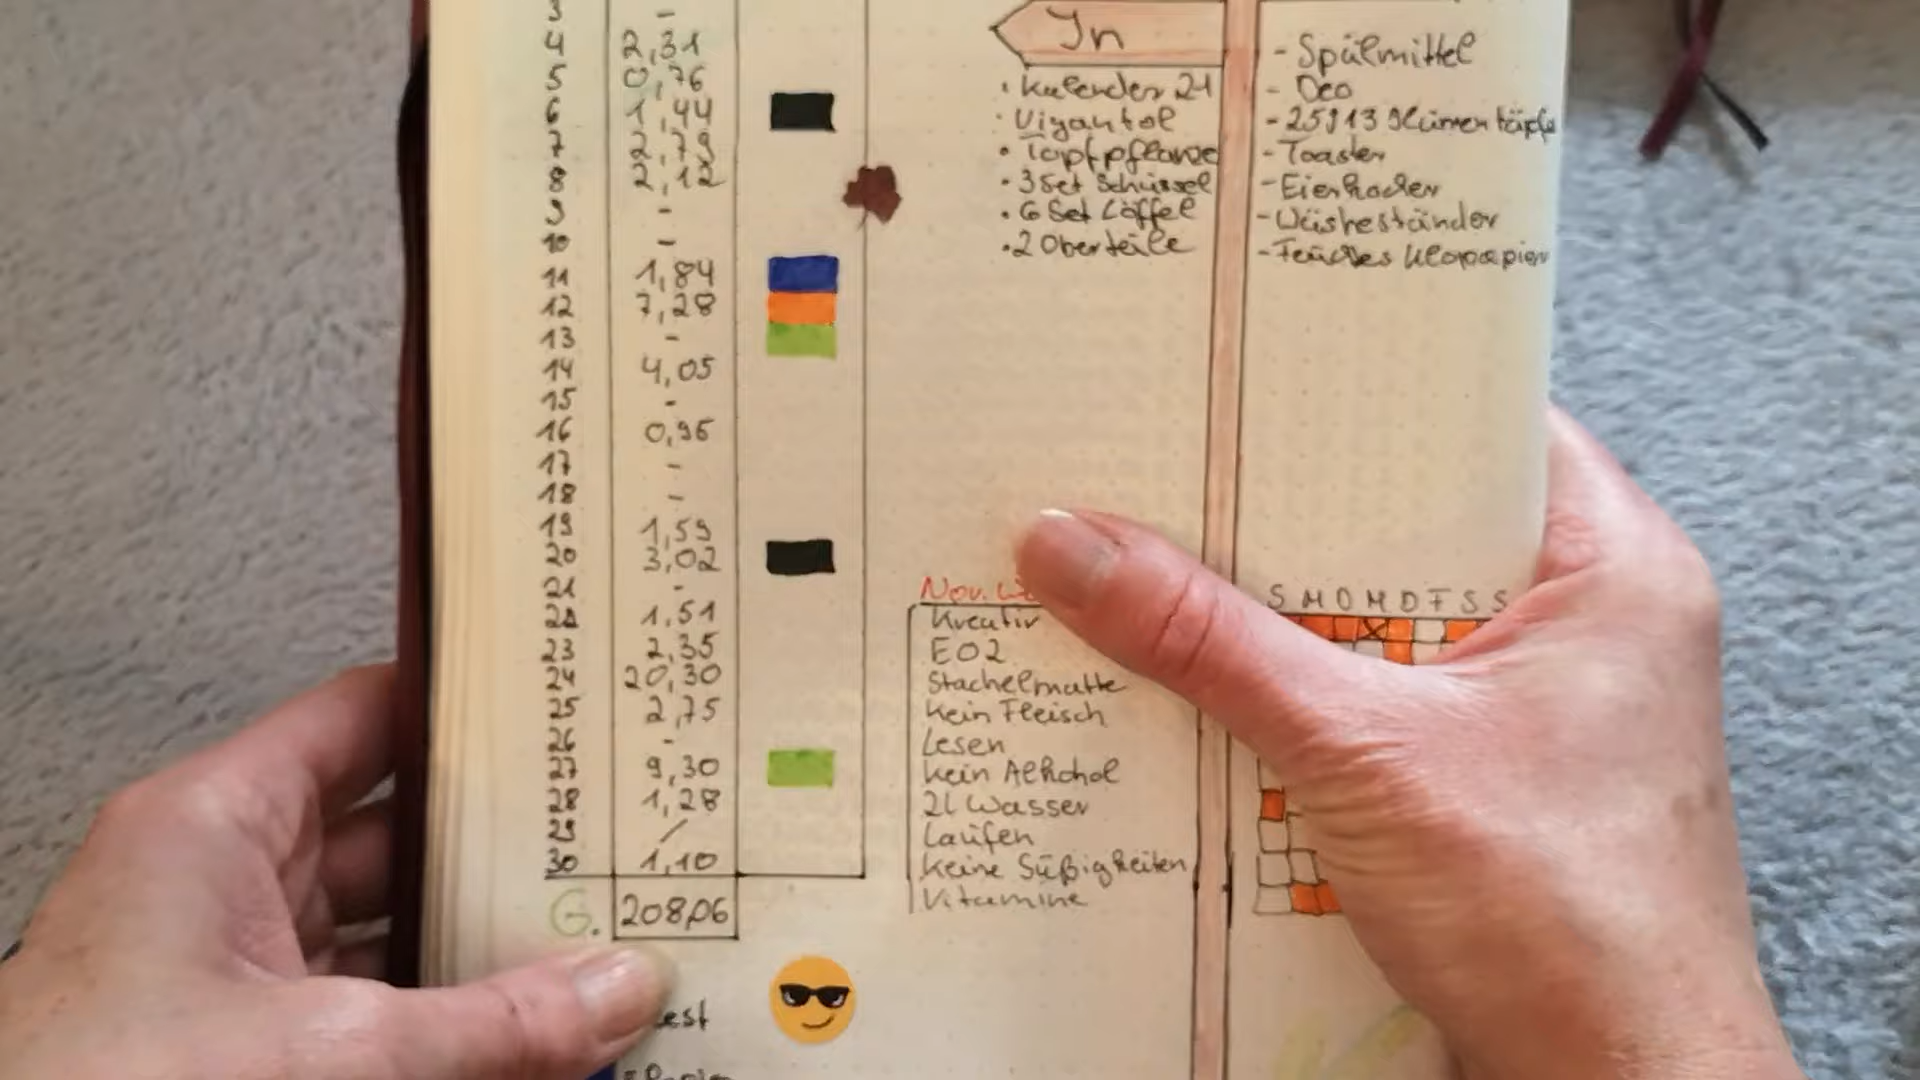 3 -
4 2,31
5 0,76
6 1,44
7 2,79
8 2,12
9 -
10 -
11 1,84
12 7,28
13 -
14 4,05
15 -
16 0,96
17 -
18 -
19 1,59
20 3,02
21 -
22 1,51
23 2,35
24 20,30
25 2,75
26 -
27 9,30
28 1,28
29 /
30 1,10
G. 208,06
In
• Kalender 21
• Vigantol
• Topfpflanze
• 3 Set Schüssel
• 6 Set Löffel
• 2 Oberteile
- Spülmittel
- Deo
- Toaster
- Eierkocher
- Wäsheständer
- Feuchtes Klopapier
Nov.
Kreativ
EO2
Stachelmatte
Kein Fleisch
Lesen
Kein Alkohol
2L Wasser
Laufen
Keine Süßigkeiten
Vitamine
S M D M D F S S